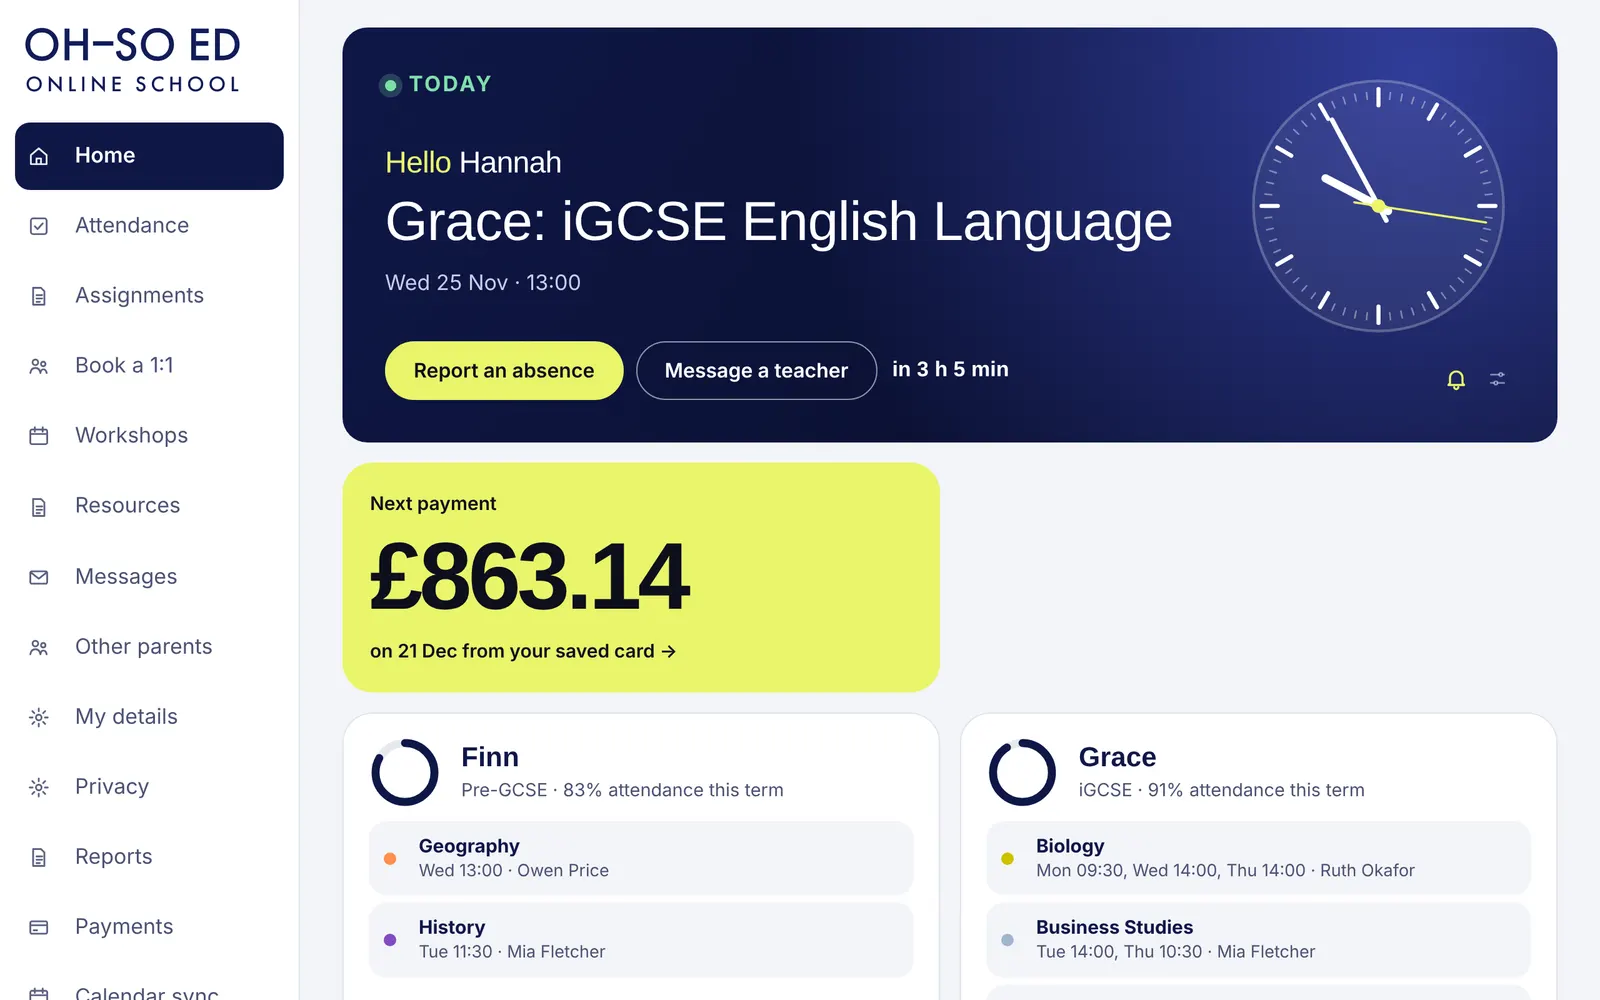 OH-SO ED
ONLINE SCHOOL
Home
Attendance
Assignments
Book a 1:1
Workshops
Resources
Messages
Other parents
My details
Privacy
Reports
Payments
Calendar sync
TODAY
Hello Hannah
Grace: iGCSE English Language
Wed 25 Nov · 13:00
Report an absence
Message a teacher
in 3 h 5 min
Next payment
£863.14
on 21 Dec from your saved card →
Finn
Pre-GCSE · 83% attendance this term
Geography
Wed 13:00 · Owen Price
History
Tue 11:30 · Mia Fletcher
Grace
iGCSE · 91% attendance this term
Biology
Mon 09:30, Wed 14:00, Thu 14:00 · Ruth Okafor
Business Studies
Tue 14:00, Thu 10:30 · Mia Fletcher